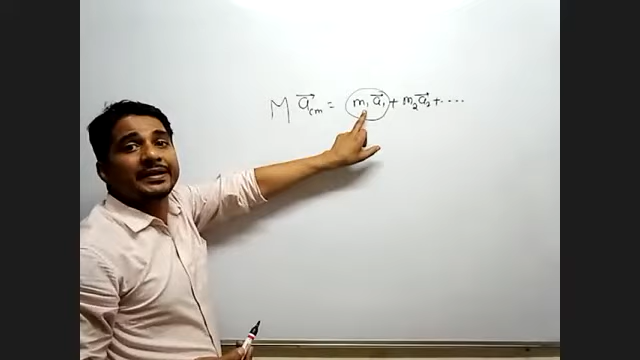 M a⃗cm = m₁a⃗₁ + m₂a⃗₂ + ....